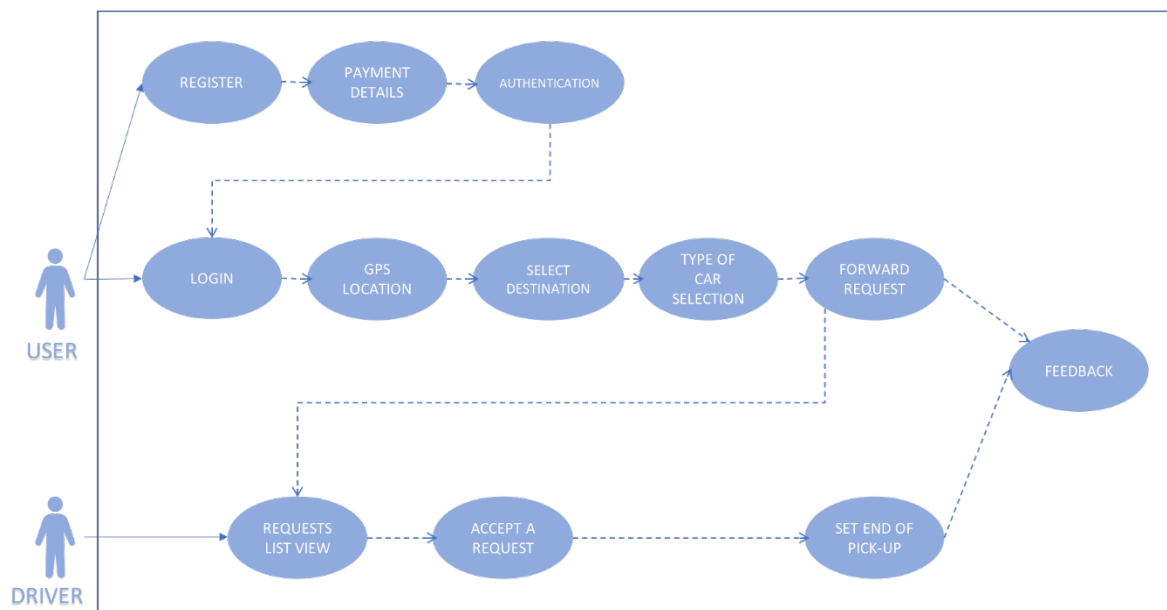 REGISTER
PAYMENT
DETAILS
AUTHENTICATION
LOGIN
GPS
LOCATION
SELECT
DESTINATION
TYPE OF
CAR
SELECTION
FORWARD
REQUEST
USER
FEEDBACK
REQUESTS
LIST VIEW
ACCEPT A
REQUEST
SET END OF
PICK-UP
DRIVER